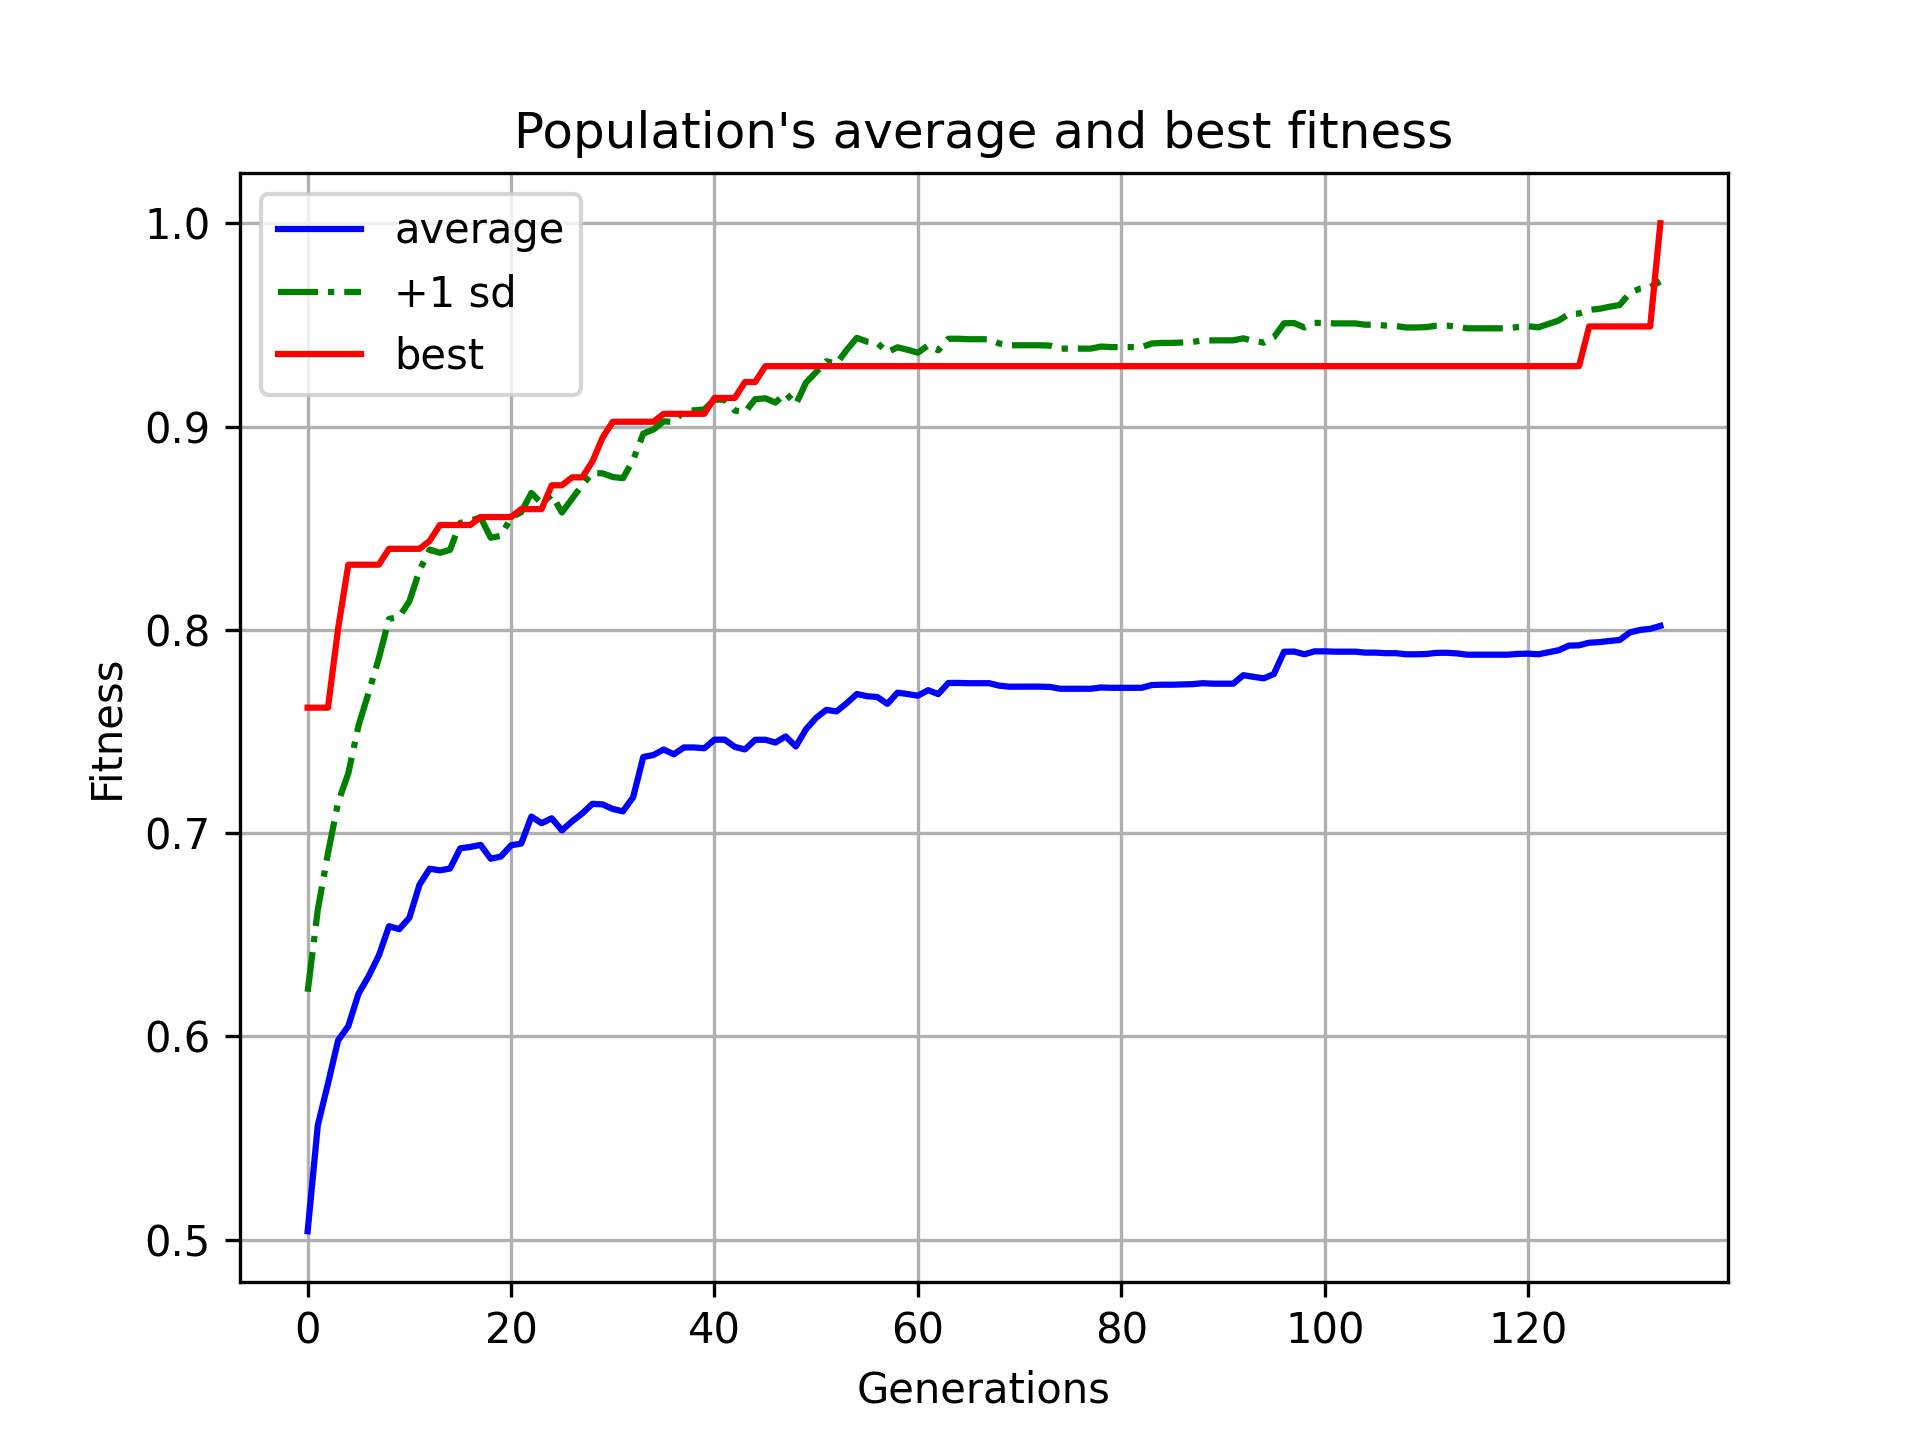 Population's average and best fitness
average
+1 sd
best
1.0
0.9
0.8
0.7
0.6
0.5
Fitness
0 20 40 60 80 100 120
Generations